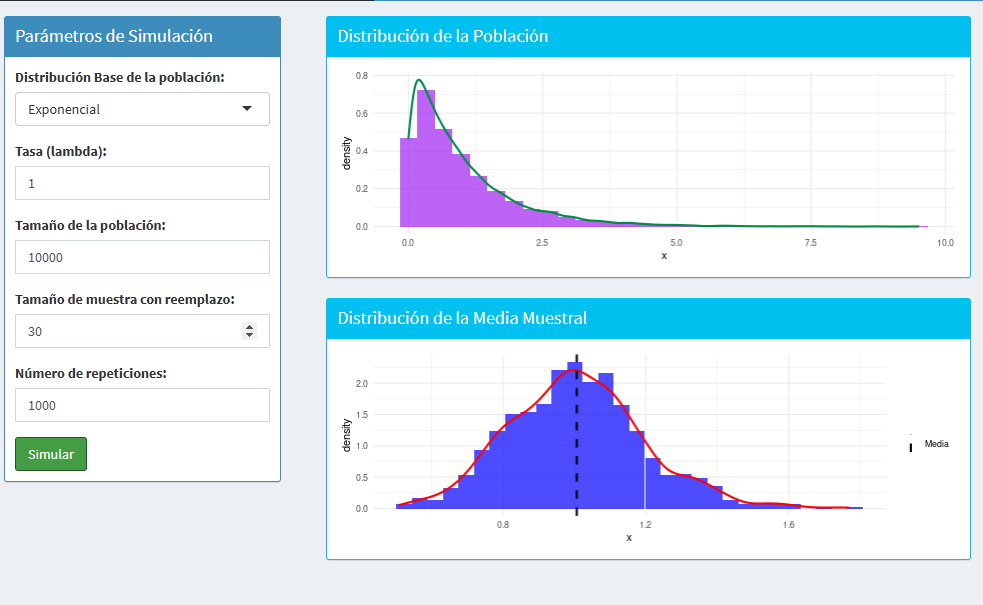 Parámetros de Simulación
Distribución Base de la población:
Exponencial
Tasa (lambda):
1
Tamaño de la población:
10000
Tamaño de muestra con reemplazo:
30
Número de repeticiones:
1000
Simular
Distribución de la Población
density
0.8
0.6
0.4
0.2
0.0
0.0 2.5 5.0 7.5 10.0
x
Distribución de la Media Muestral
density
2.0
1.5
1.0
0.5
0.0
0.8 1.2 1.6
x
Media